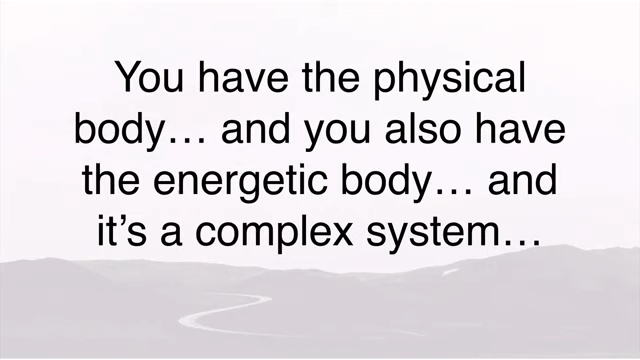 You have the physical
body… and you also have
the energetic body… and
it’s a complex system…